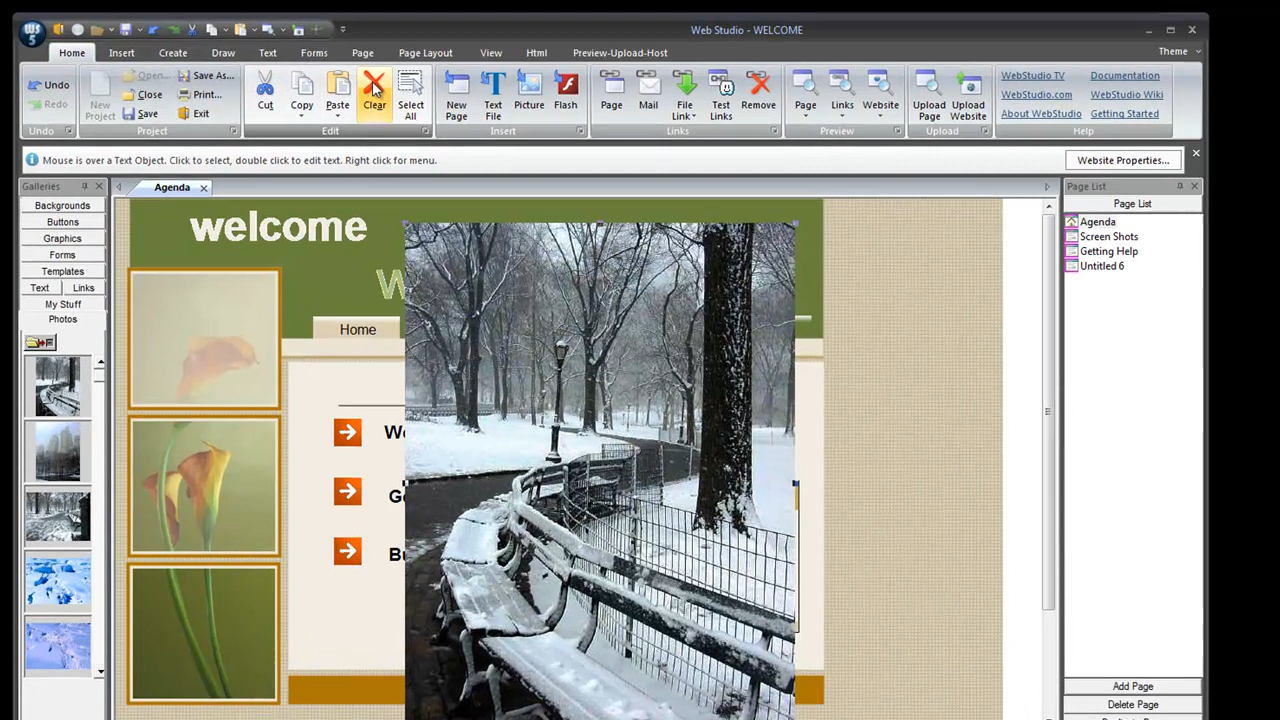 WS 5
Web Studio - WELCOME
Home Insert Create Draw Text Forms Page Page Layout View Html Preview-Upload-Host Theme
Undo
Redo
Undo
New Project
Open...
Close
Save
Save As...
Print...
Exit
Project
Cut
Copy
Paste
Clear
Select All
Edit
New Page
Text File
Picture
Flash
Insert
Page
Mail
File Link
Test Links
Remove
Links
Page
Links
Website
Preview
Upload Page
Upload Website
Upload
WebStudio TV
WebStudio.com
About WebStudio
Documentation
WebStudio Wiki
Getting Started
Help
Mouse is over a Text Object. Click to select, double click to edit text. Right click for menu.
Website Properties...
Galleries
Backgrounds
Buttons
Graphics
Forms
Templates
Text Links
My Stuff
Photos
Agenda
welcome
Home
Page List
Page List
Agenda
Screen Shots
Getting Help
Untitled 6
Add Page
Delete Page